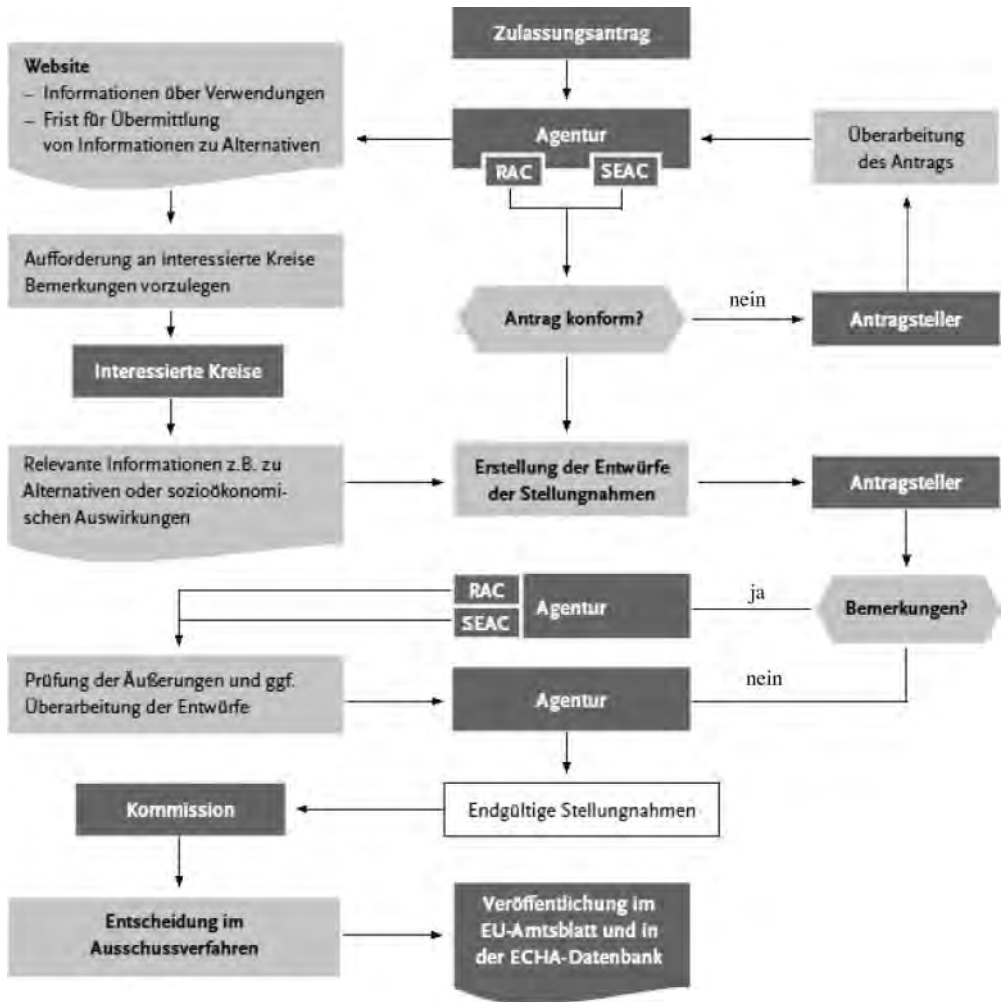 Zulassungsantrag
Website
– Informationen über Verwendungen
– Frist für Übermittlung
von Informationen zu Alternativen
Agentur
RAC
SEAC
Überarbeitung
des Antrags
Aufforderung an interessierte Kreise
Bemerkungen vorzulegen
Antrag konform?
nein
Antragsteller
Interessierte Kreise
Relevante Informationen z.B. zu
Alternativen oder sozioökonomi-
schen Auswirkungen
Erstellung der Entwürfe
der Stellungnahmen
Antragsteller
RAC
SEAC
Agentur
ja
Bemerkungen?
Prüfung der Äußerungen und ggf.
Überarbeitung der Entwürfe
Agentur
nein
Kommission
Endgültige Stellungnahmen
Entscheidung im
Ausschussverfahren
Veröffentlichung im
EU-Amtsblatt und in
der ECHA-Datenbank